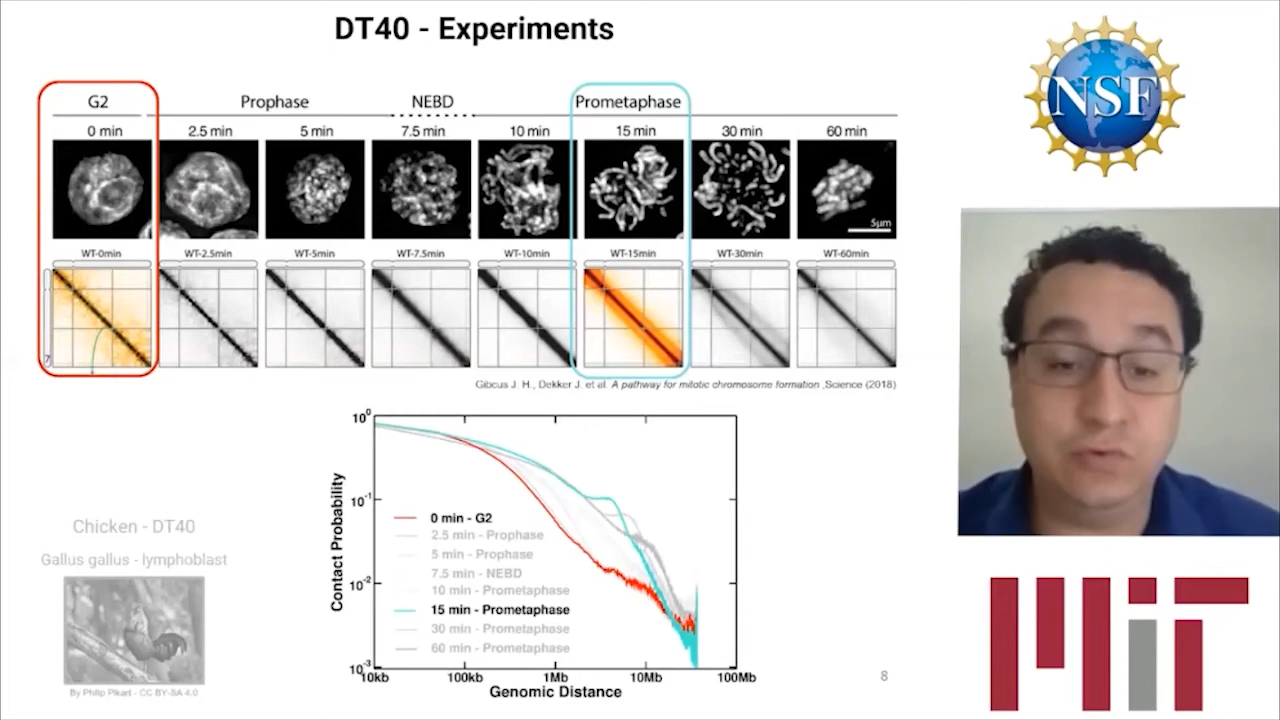 DT40 - Experiments
G2 Prophase NEBD Prometaphase
0 min 2.5 min 5 min 7.5 min 10 min 15 min 30 min 60 min
5μm
WT-0min WT-2.5min WT-5min WT-7.5min WT-10min WT-15min WT-30min WT-60min
7
Gibcus J. H., Dekker J. et al. A pathway for mitotic chromosome formation ,Science (2018)
Contact Probability
10⁰
10⁻¹
10⁻²
10⁻³
0 min - G2
2.5 min - Prophase
5 min - Prophase
7.5 min - NEBD
10 min - Prometaphase
15 min - Prometaphase
30 min - Prometaphase
60 min - Prometaphase
10kb 100kb 1Mb 10Mb 100Mb
Genomic Distance
Chicken - DT40
Gallus gallus - lymphoblast
By Philip Pikart - CC BY-SA 4.0
8
NSF
MIT